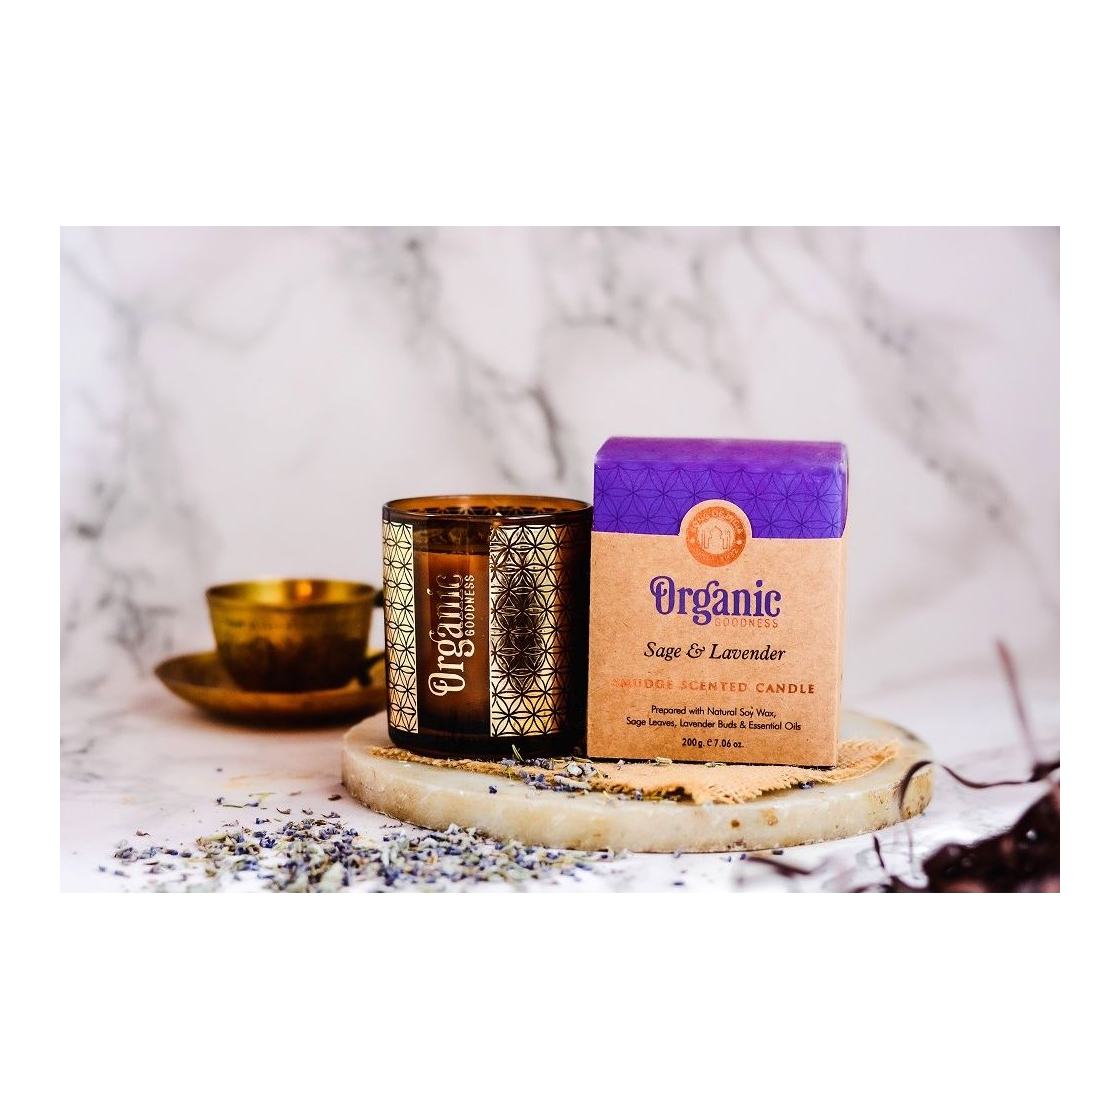 Organic
GOODNESS
Organic
GOODNESS
Sage & Lavender
SMUDGE SCENTED CANDLE
Prepared with Natural Soy Wax,
Sage Leaves, Lavender Buds & Essential Oils
200g. ℮ 7.06 oz.